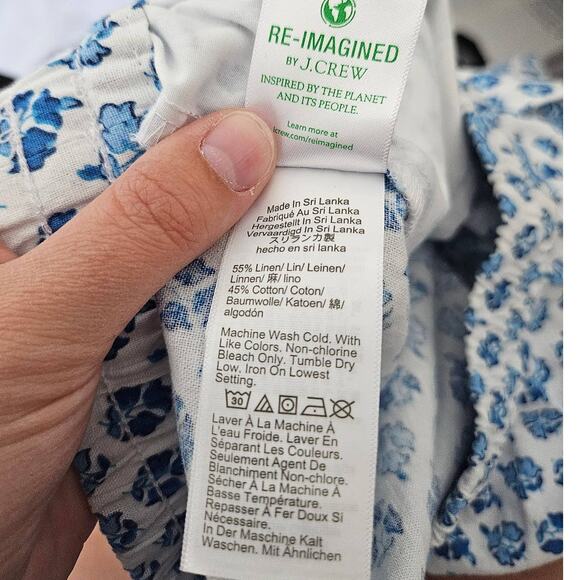 RE-IMAGINED
BY J.CREW
INSPIRED BY THE PLANET
AND ITS PEOPLE.
Learn more at
jcrew.com/reimagined
Made In Sri Lanka
Fabriqué Au Sri Lanka
Hergestellt In Sri Lanka
Vervaardigd In Sri Lanka
スリランカ製
hecho en sri lanka
55% Linen/ Lin/ Leinen/
Linnen/ 麻/ lino
45% Cotton/ Coton/
Baumwolle/ Katoen/ 綿/
algodón
Machine Wash Cold. With
Like Colors. Non-chlorine
Bleach Only. Tumble Dry
Low. Iron On Lowest
Setting.
30
Laver À La Machine À
L'eau Froide. Laver En
Séparant Les Couleurs.
Seulement Agent De
Blanchiment Non-chlore.
Sécher À La Machine À
Basse Température.
Repasser À Fer Doux Si
Nécessaire.
In Der Maschine Kalt
Waschen. Mit Ähnlichen